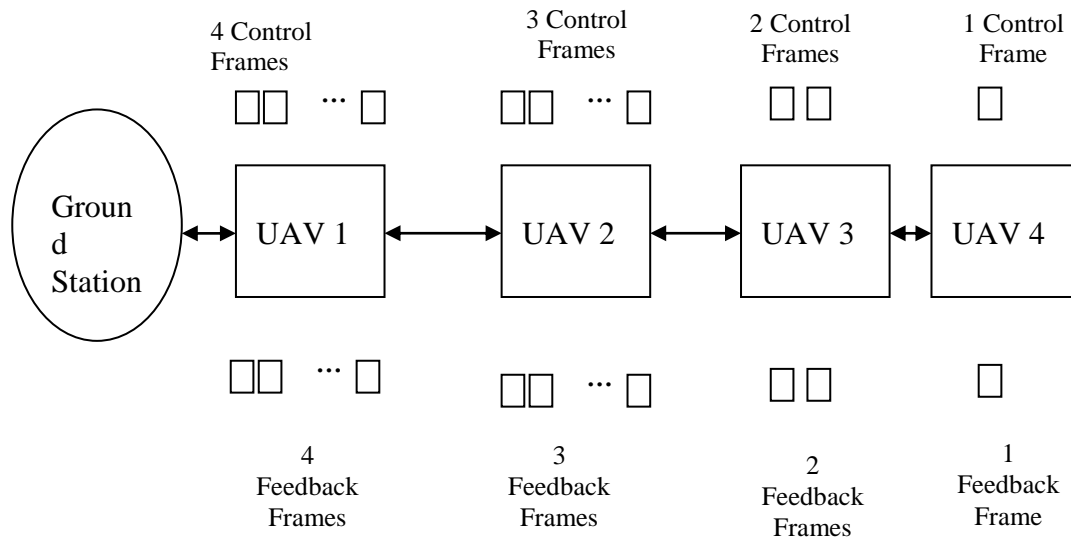 4 Control
Frames
3 Control
Frames
2 Control
Frames
1 Control
Frame
...
...
Groun
d
Station
UAV 1
UAV 2
UAV 3
UAV 4
...
...
4
Feedback
Frames
3
Feedback
Frames
2
Feedback
Frames
1
Feedback
Frame